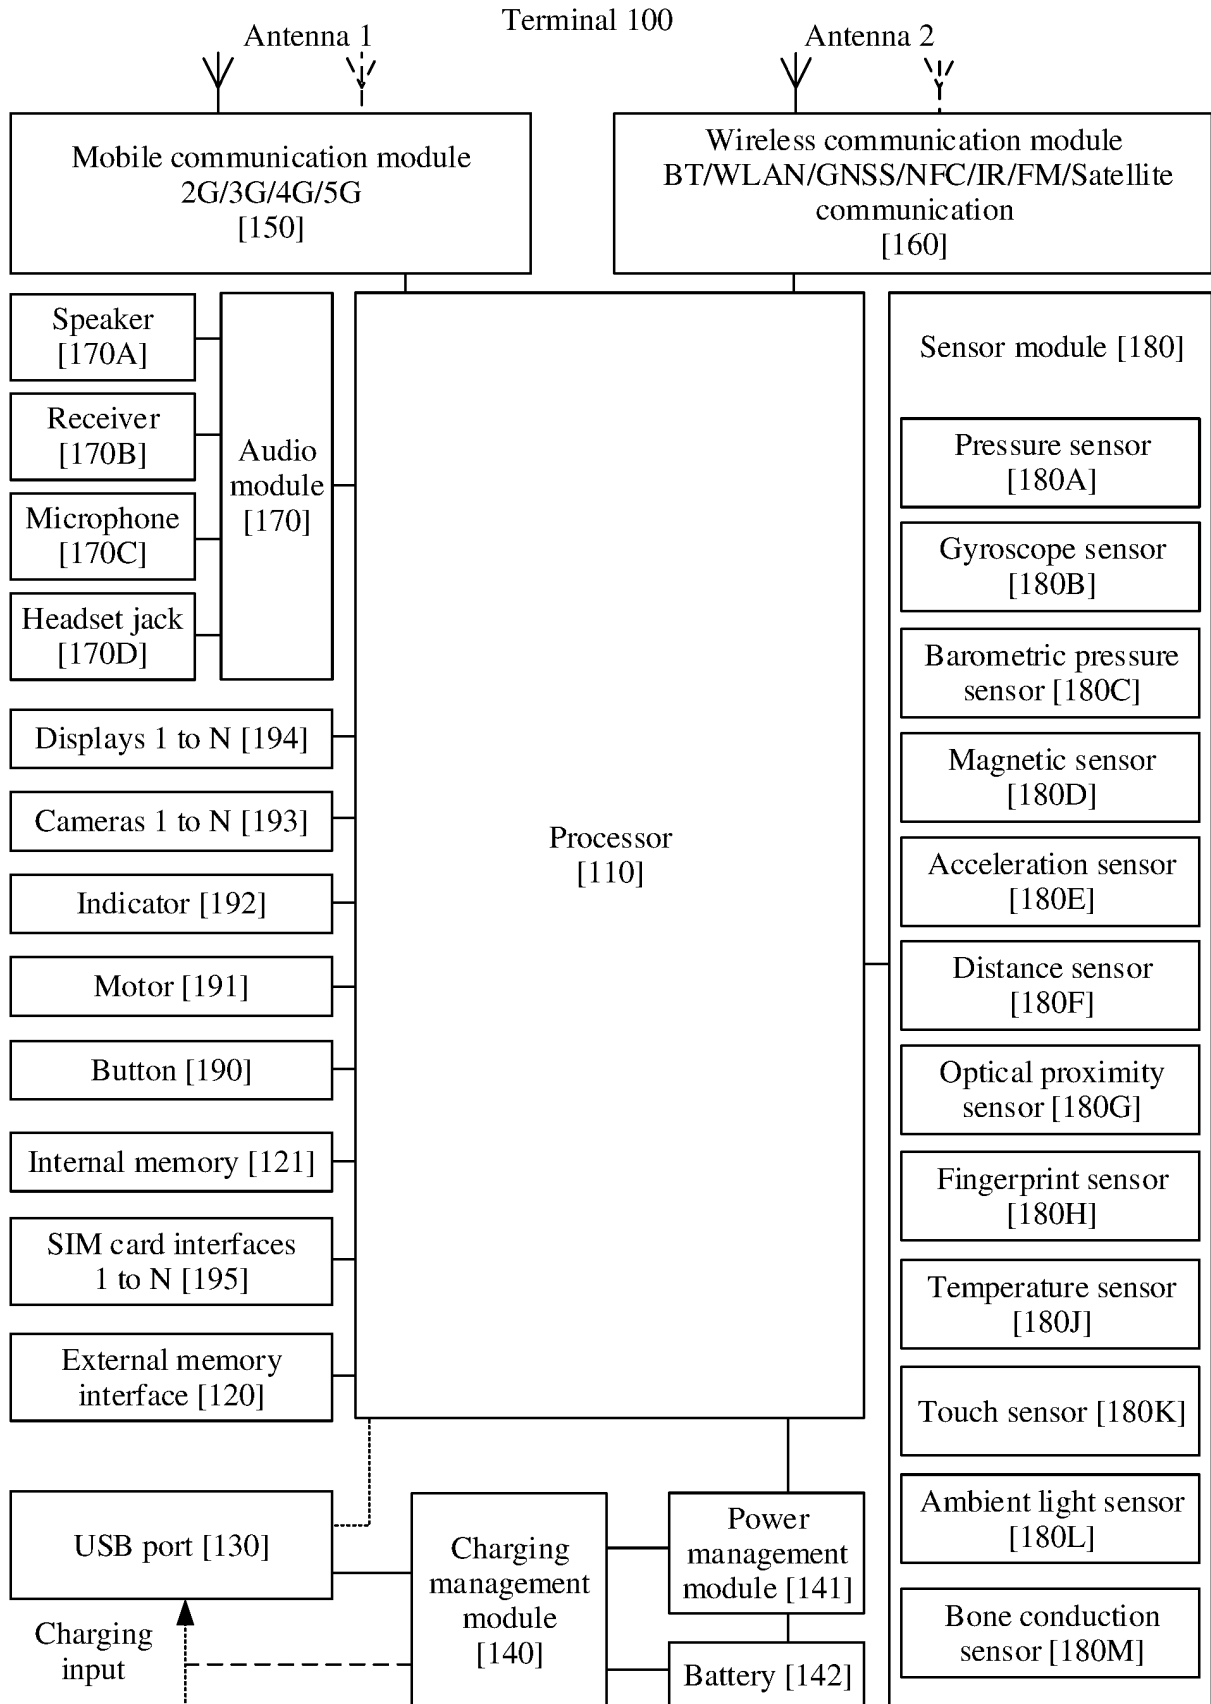 Terminal 100
Antenna 1
Antenna 2
Mobile communication module
2G/3G/4G/5G
[150]
Wireless communication module
BT/WLAN/GNSS/NFC/IR/FM/Satellite
communication
[160]
Speaker
[170A]
Receiver
[170B]
Microphone
[170C]
Headset jack
[170D]
Audio
module
[170]
Displays 1 to N [194]
Cameras 1 to N [193]
Indicator [192]
Motor [191]
Button [190]
Internal memory [121]
SIM card interfaces
1 to N [195]
External memory
interface [120]
Processor
[110]
Sensor module [180]
Pressure sensor
[180A]
Gyroscope sensor
[180B]
Barometric pressure
sensor [180C]
Magnetic sensor
[180D]
Acceleration sensor
[180E]
Distance sensor
[180F]
Optical proximity
sensor [180G]
Fingerprint sensor
[180H]
Temperature sensor
[180J]
Touch sensor [180K]
Ambient light sensor
[180L]
Bone conduction
sensor [180M]
USB port [130]
Charging
input
Charging
management
module
[140]
Power
management
module [141]
Battery [142]